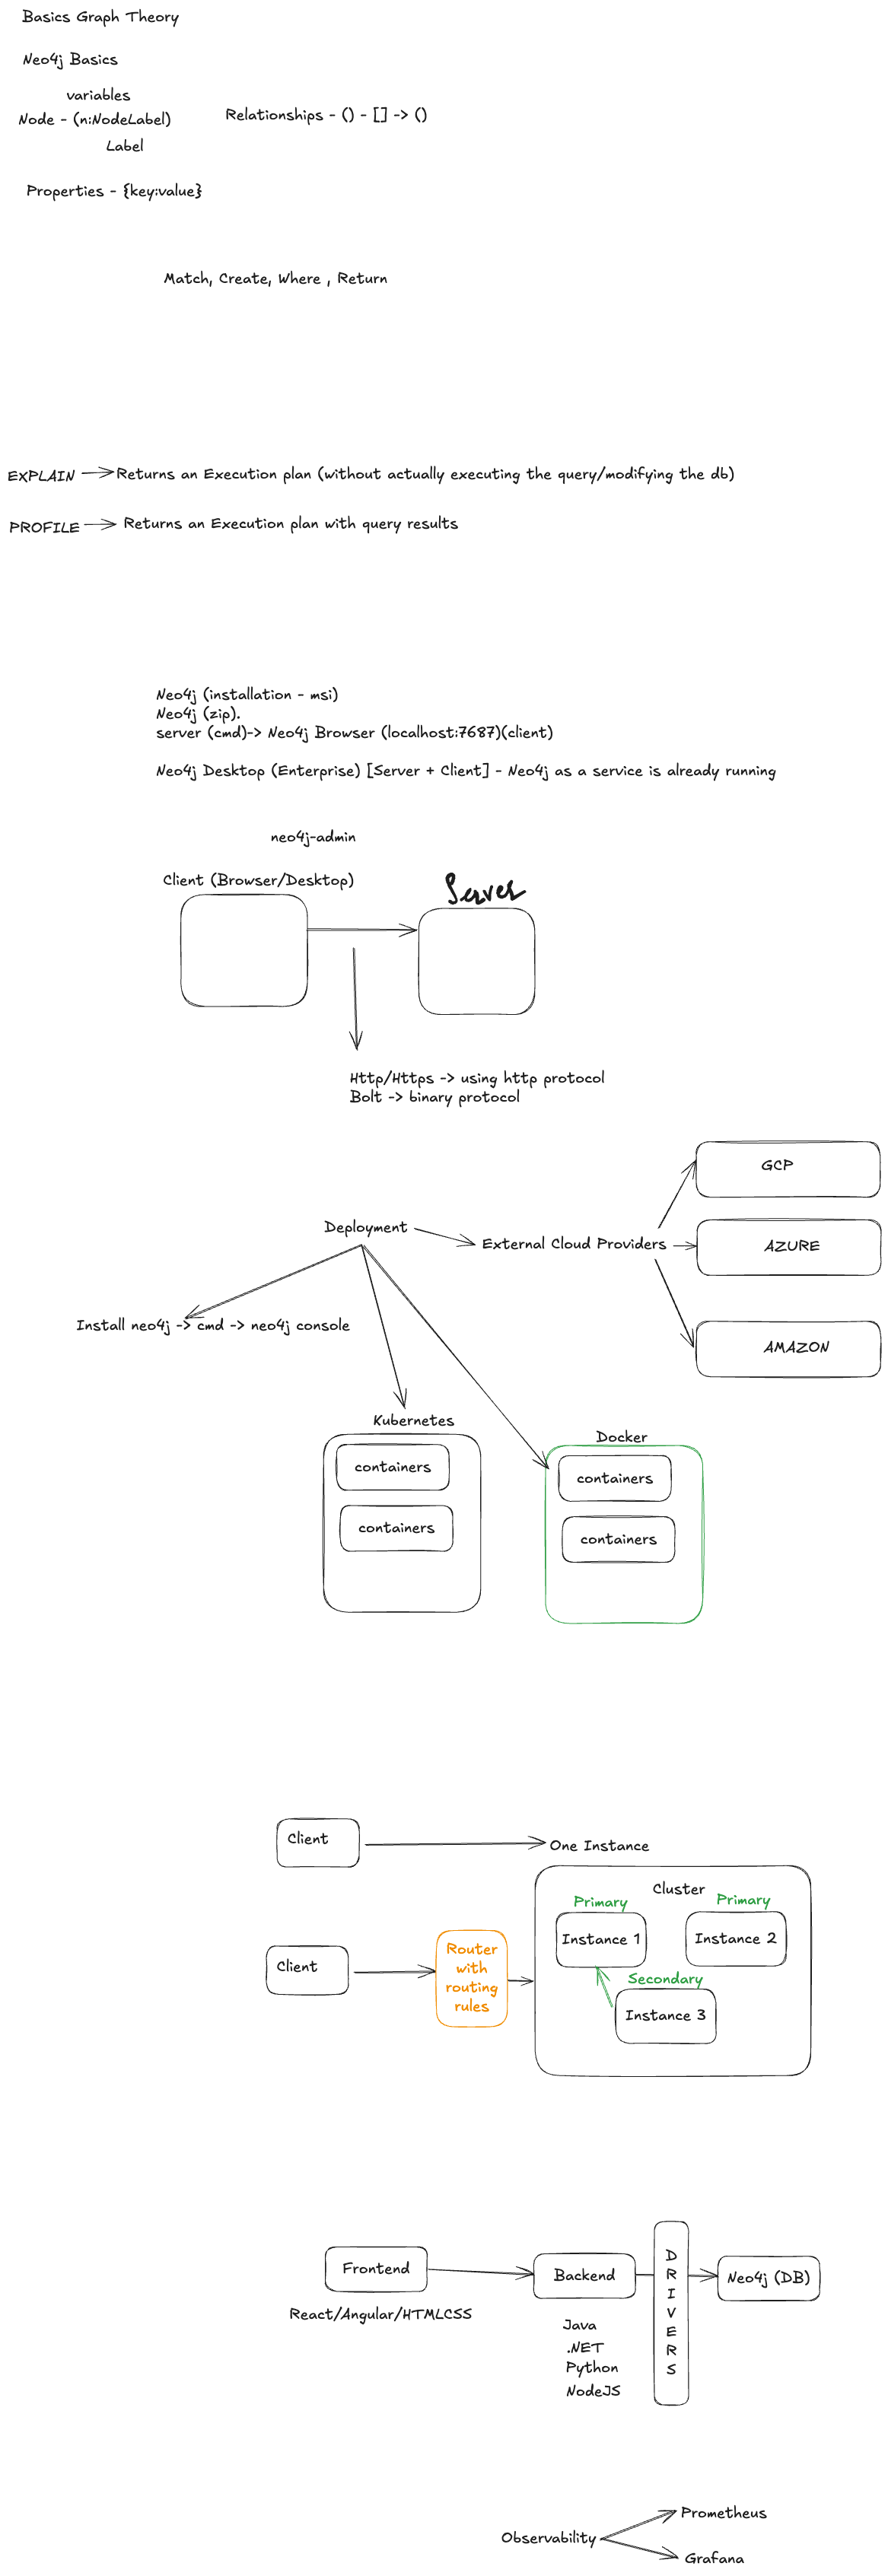 Basics Graph Theory
Neo4j Basics
variables
Node - (n:NodeLabel)
Relationships - () - [] -> ()
Label
Properties - {key:value}
Match, Create, Where , Return
EXPLAIN
Returns an Execution plan (without actually executing the query/modifying the db)
PROFILE
Returns an Execution plan with query results
Neo4j (installation - msi)
Neo4j (zip).
server (cmd)-> Neo4j Browser (localhost:7687)(client)
Neo4j Desktop (Enterprise) [Server + Client] - Neo4j as a service is already running
neo4j-admin
Client (Browser/Desktop)
Server
Http/Https -> using http protocol
Bolt -> binary protocol
GCP
Deployment
External Cloud Providers
AZURE
Install neo4j -> cmd -> neo4j console
AMAZON
Kubernetes
containers
containers
Docker
containers
containers
Client
One Instance
Cluster
Primary
Primary
Instance 1
Instance 2
Client
Router
with
routing
rules
Secondary
Instance 3
Frontend
React/Angular/HTMLCSS
Backend
Java
.NET
Python
NodeJS
D
R
I
V
E
R
S
Neo4j (DB)
Observability
Prometheus
Grafana